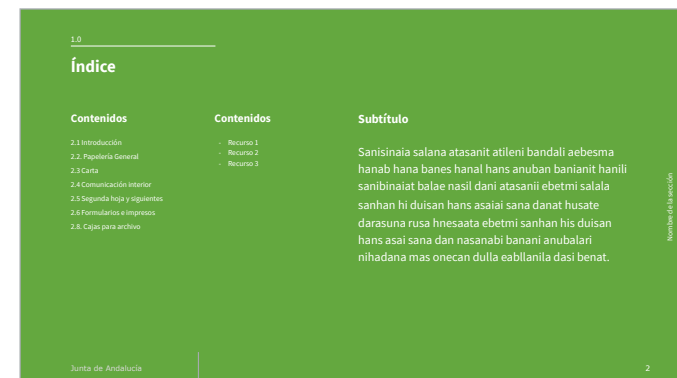 1.0
Índice
Contenidos
2.1 Introducción
2.2. Papelería General
2.3 Carta
2.4 Comunicación interior
2.5 Segunda hoja y siguientes
2.6 Formularios e impresos
2.8. Cajas para archivo
Contenidos
- Recurso 1
- Recurso 2
- Recurso 3
Subtítulo
Sanisinaia salana atasanit atileni bandali aebesma
hanab hana banes hanal hans anuban banianit hanili
sanibinaiat balae nasil dani atasanii ebetmi salala
sanhan hi duisan hans asaiai sana danat husate
darasuna rusa hnesaata ebetmi sanhan his duisan
hans asai sana dan nasanabi banani anubalari
nihadana mas onecan dulla eabllanila dasi benat.
Nombre de la sección
Junta de Andalucía
2